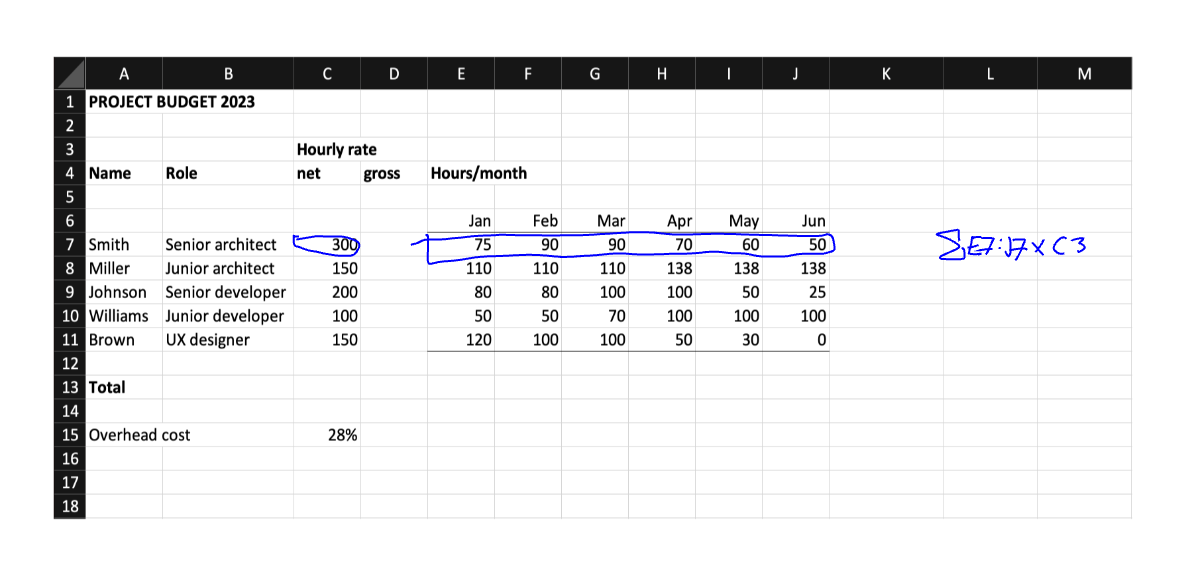 A B C D E F G H I J K L M
1 PROJECT BUDGET 2023
2
3 Hourly rate
4 Name Role net gross Hours/month
5
6 Jan Feb Mar Apr May Jun
7 Smith Senior architect 300 75 90 90 70 60 50 ΣE7:J7 x C3
8 Miller Junior architect 150 110 110 110 138 138 138
9 Johnson Senior developer 200 80 80 100 100 50 25
10 Williams Junior developer 100 50 50 70 100 100 100
11 Brown UX designer 150 120 100 100 50 30 0
12
13 Total
14
15 Overhead cost 28%
16
17
18